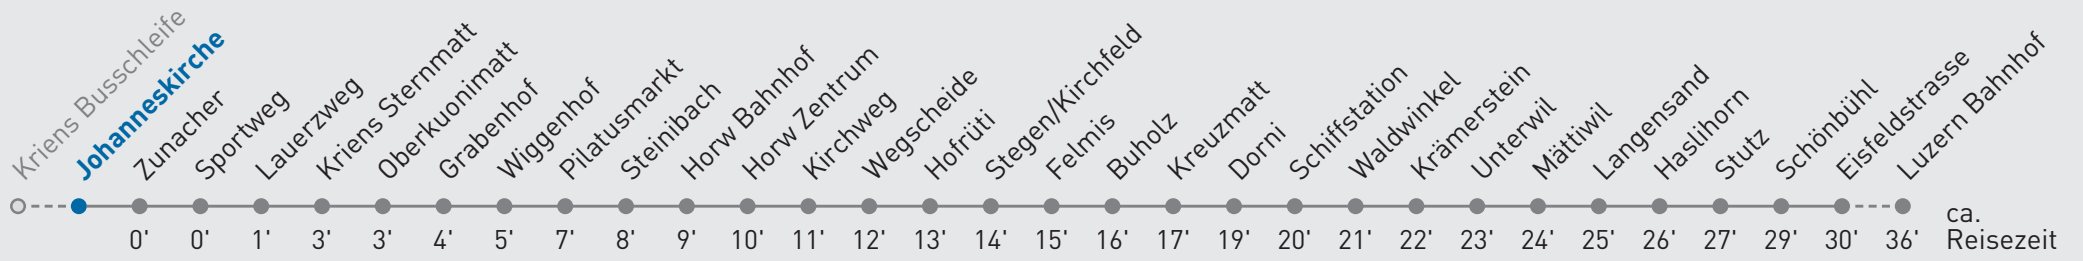 Kriens Busschleife
Johanneskirche
Zunacher
Sportweg
Lauerzweg
Kriens Sternmatt
Oberkuonimatt
Grabenhof
Wiggenhof
Pilatusmarkt
Steinibach
Horw Bahnhof
Horw Zentrum
Kirchweg
Wegscheide
Hofrüti
Stegen/Kirchfeld
Felmis
Buholz
Kreuzmatt
Dorni
Schiffstation
Waldwinkel
Krämerstein
Unterwil
Mättiwil
Langensand
Haslihorn
Stutz
Schönbühl
Eisfeldstrasse
Luzern Bahnhof
0' 0' 1' 3' 3' 4' 5' 7' 8' 9' 10' 11' 12' 13' 14' 15' 16' 17' 19' 20' 21' 22' 23' 24' 25' 26' 27' 29' 30' 36'
ca.
Reisezeit